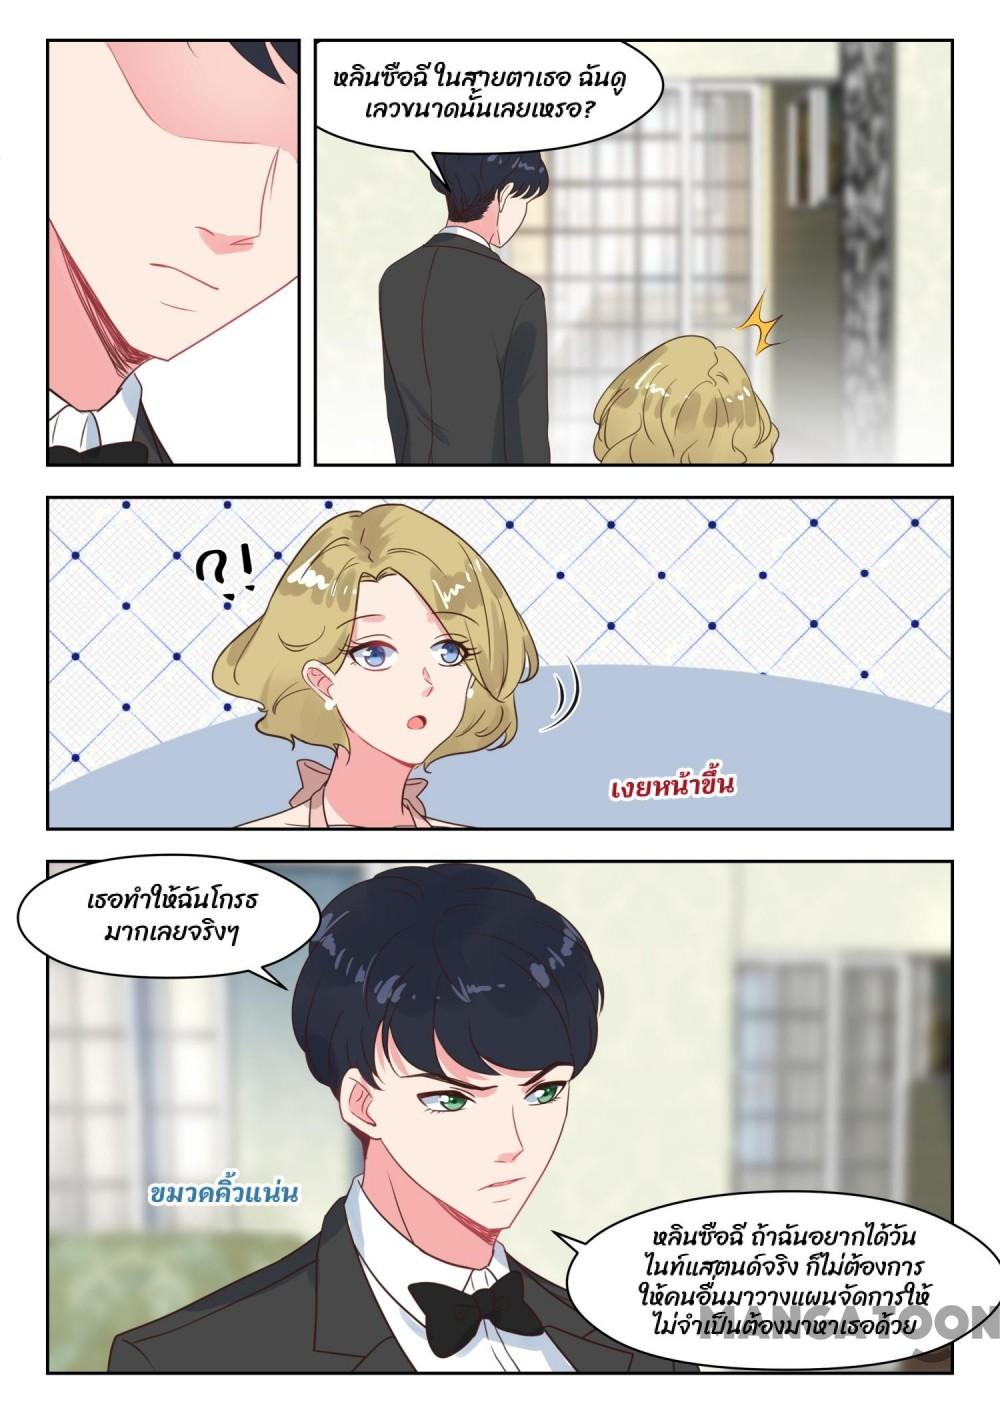 หลินซือฉี ในสายตาเธอ ฉันดู
เลวขนาดนั้นเลยเหรอ?
?!
เงยหน้าขึ้น
เธอทำให้ฉันโกรธ
มากเลยจริงๆ
ขมวดคิ้วแน่น
หลินซือฉี ถ้าฉันอยากได้วัน
ไนท์แสตนด์จริง ก็ไม่ต้องการ
ให้คนอื่นมาวางแผนจัดการให้
ไม่จำเป็นต้องมาหาเธอด้วย
MANGATOON